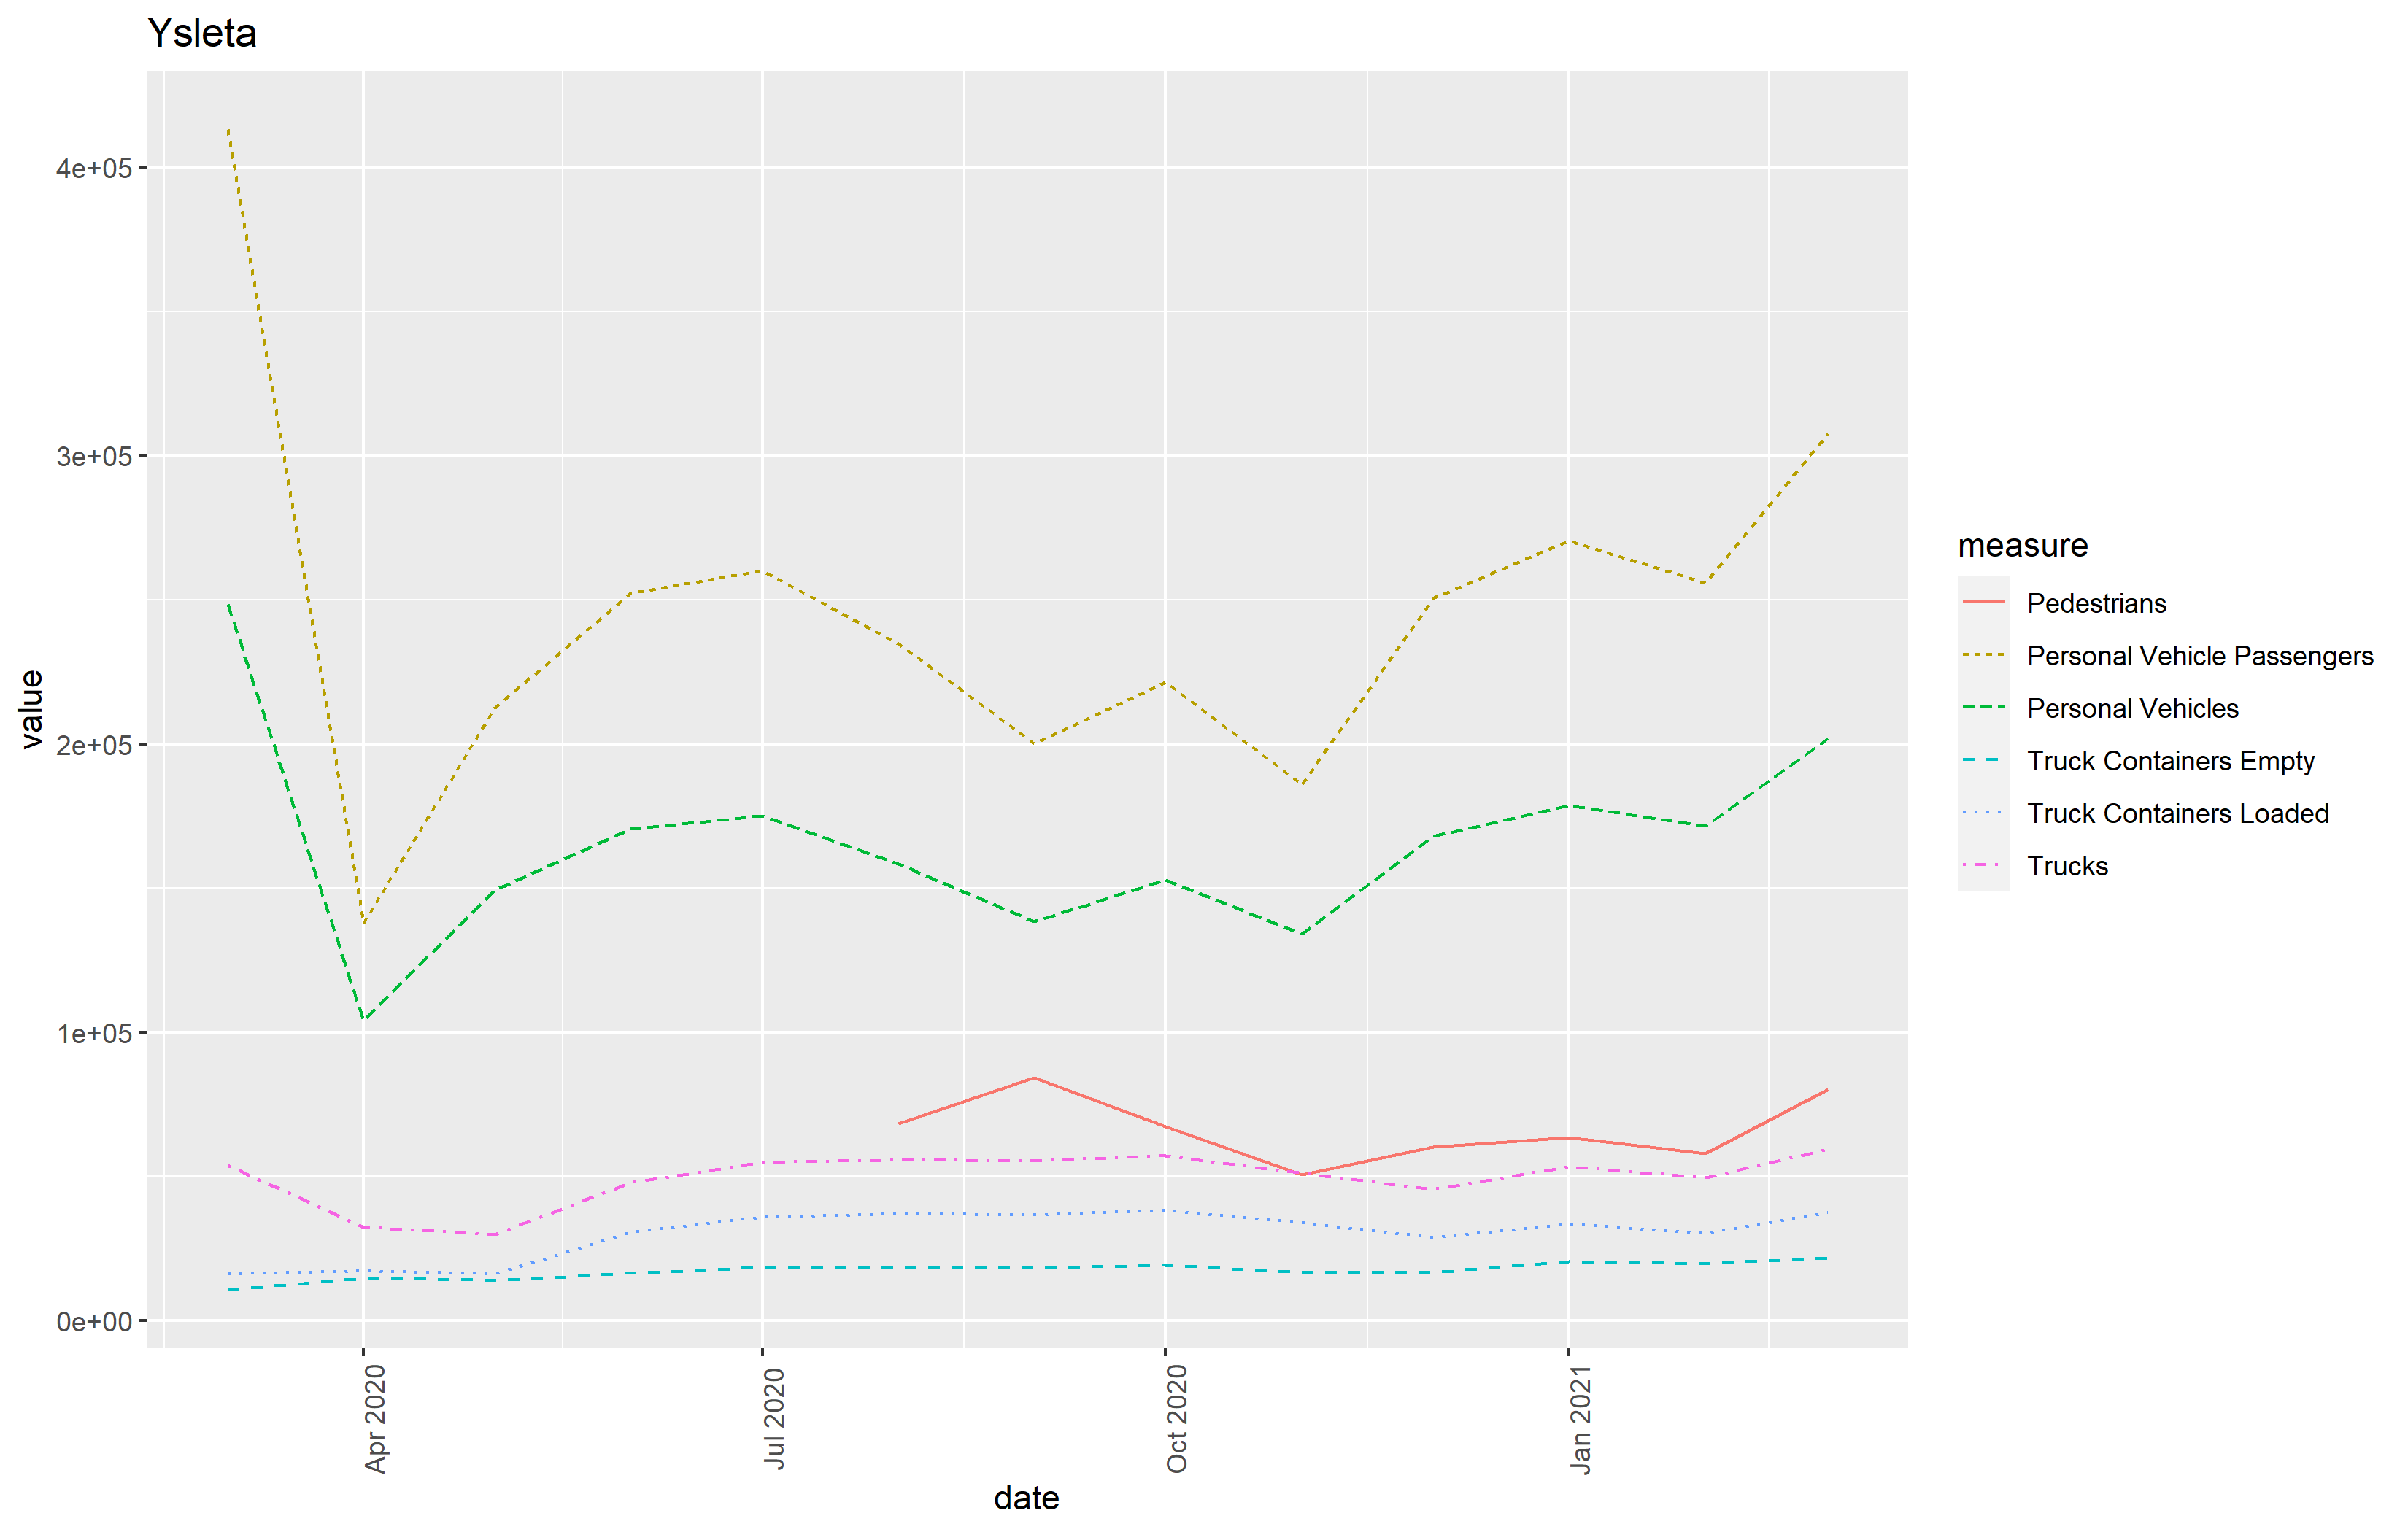 Ysleta
value
4e+05
3e+05
2e+05
1e+05
0e+00
Apr 2020
Jul 2020
Oct 2020
Jan 2021
date
measure
Pedestrians
Personal Vehicle Passengers
Personal Vehicles
Truck Containers Empty
Truck Containers Loaded
Trucks